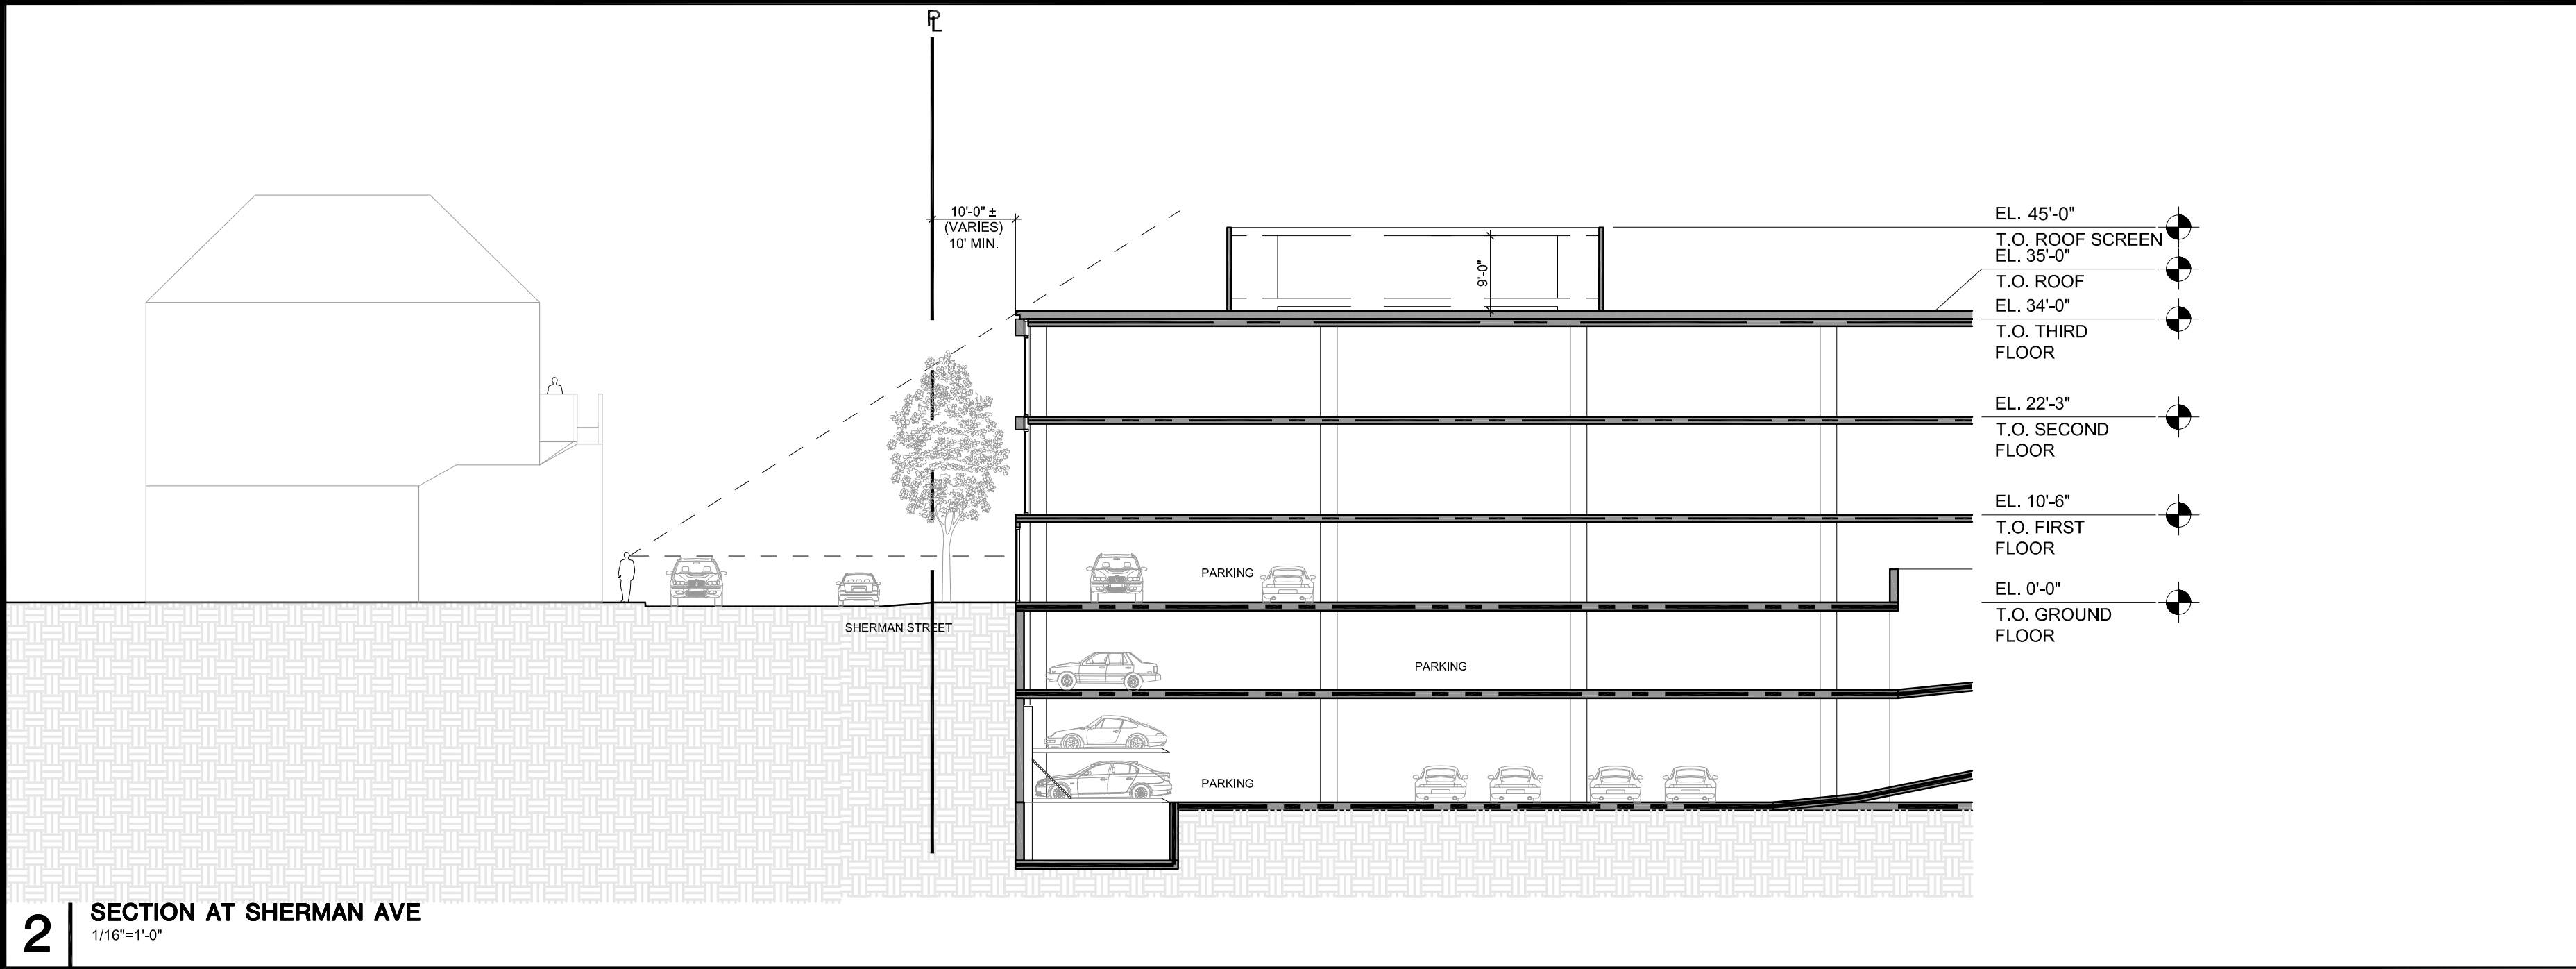 PL
10'-0" ±
(VARIES)
10' MIN.
9'-0"
EL. 45'-0"
T.O. ROOF SCREEN
EL. 35'-0"
T.O. ROOF
EL. 34'-0"
T.O. THIRD
FLOOR
EL. 22'-3"
T.O. SECOND
FLOOR
EL. 10'-6"
T.O. FIRST
FLOOR
EL. 0'-0"
T.O. GROUND
FLOOR
PARKING
SHERMAN STREET
PARKING
PARKING
2
SECTION AT SHERMAN AVE
1/16"=1'-0"